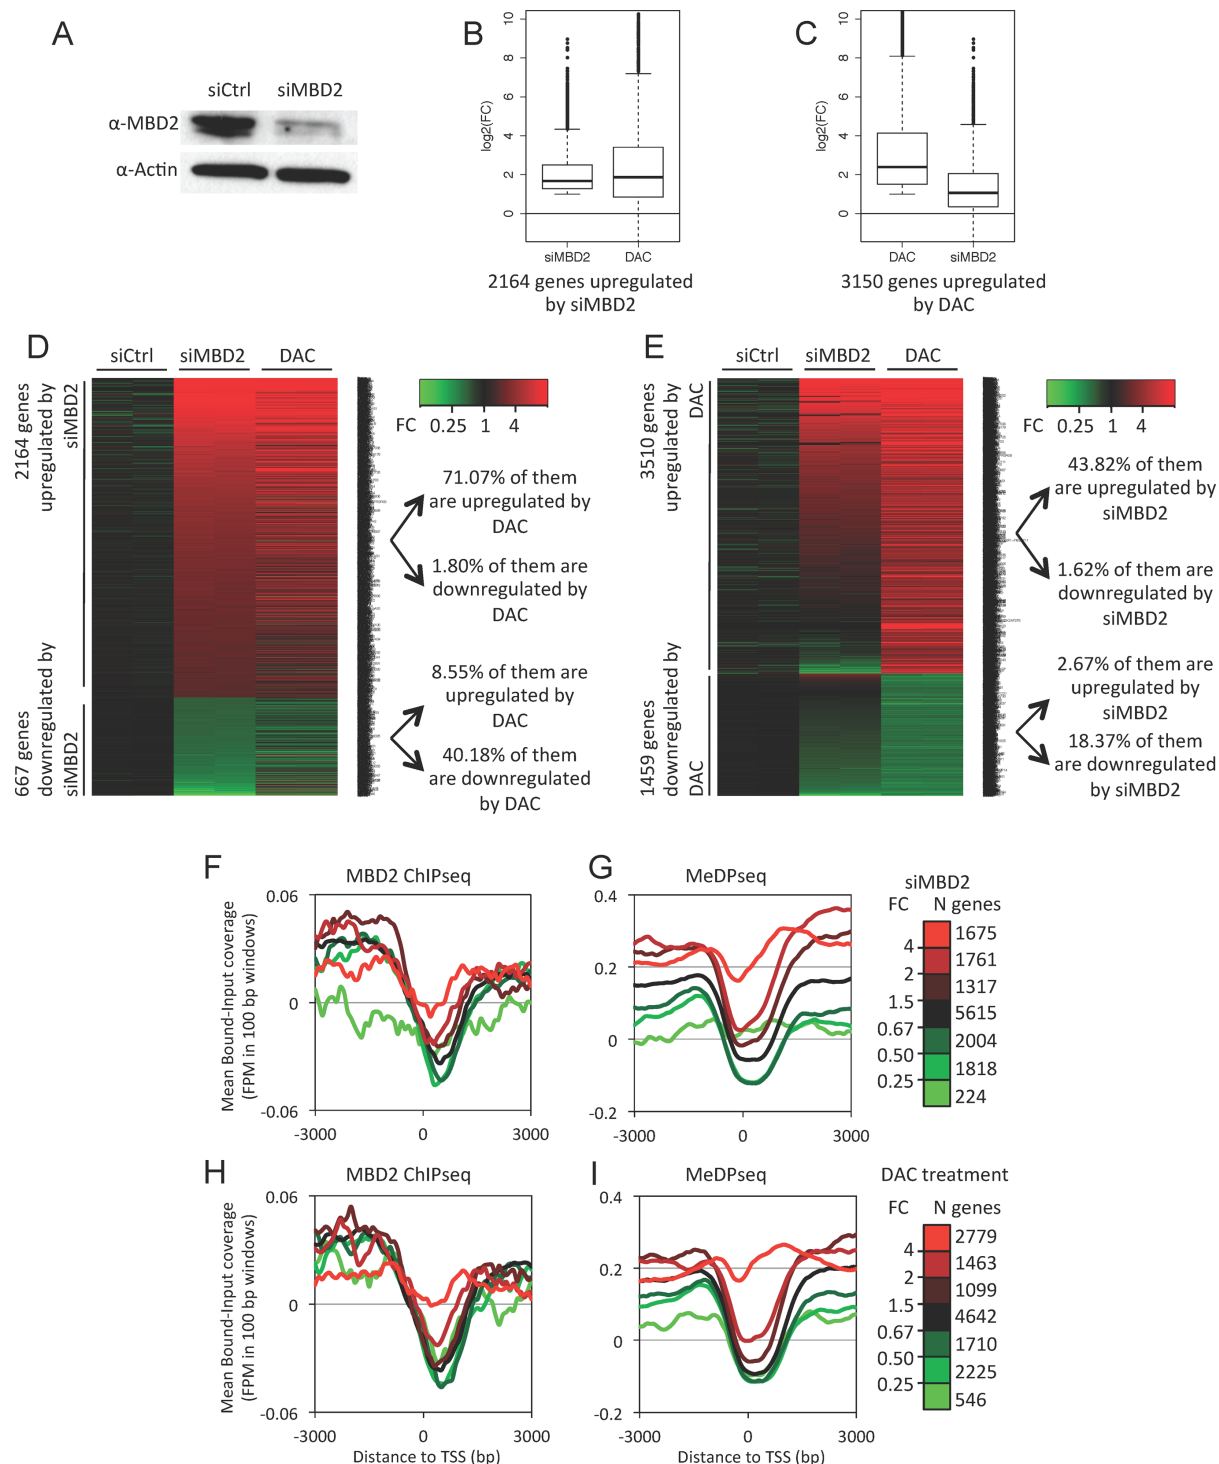 A
siCtrl siMBD2
α-MBD2
α-Actin
B
log2(FC)
10
8
6
4
2
0
siMBD2 DAC
2164 genes upregulated
by siMBD2
C
log2(FC)
10
8
6
4
2
0
DAC siMBD2
3150 genes upregulated
by DAC
D
siCtrl siMBD2 DAC
2164 genes
upregulated by
siMBD2
667 genes
downregulated by
siMBD2
FC 0.25 1 4
71.07% of them
are upregulated by
DAC
1.80% of them are
downregulated by
DAC
8.55% of them are
upregulated by
DAC
40.18% of them
are downregulated
by DAC
E
siCtrl siMBD2 DAC
3510 genes
upregulated by
DAC
1459 genes
downregulated by
DAC
FC 0.25 1 4
43.82% of them
are upregulated by
siMBD2
1.62% of them are
downregulated by
siMBD2
2.67% of them are
upregulated by
siMBD2
18.37% of them
are downregulated
by siMBD2
F
MBD2 ChIPseq
Mean Bound-Input coverage
(FPM in 100 bp windows)
0.06
0
-0.06
-3000 0 3000
G
MeDPseq
0.4
0.2
0
-0.2
-3000 0 3000
siMBD2
FC N genes
1675
4
1761
2
1317
1.5
5615
0.67
2004
0.50
1818
0.25
224
H
MBD2 ChIPseq
Mean Bound-Input coverage
(FPM in 100 bp windows)
0.06
0
-0.06
-3000 0 3000
I
MeDPseq
0.4
0.2
0
-0.2
-3000 0 3000
Distance to TSS (bp)
DAC treatment
FC N genes
2779
4
1463
2
1099
1.5
4642
0.67
1710
0.50
2225
0.25
546